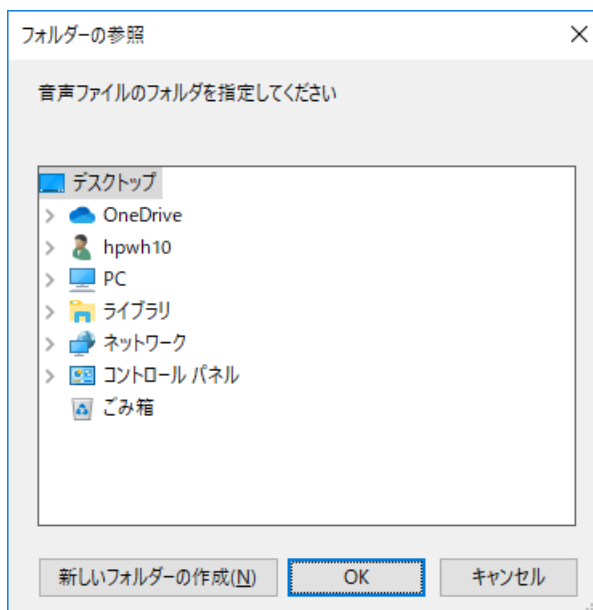 フォルダーの参照
音声ファイルのフォルダを指定してください
デスクトップ
OneDrive
hpwh10
PC
ライブラリ
ネットワーク
コントロール パネル
ごみ箱
新しいフォルダーの作成(N) OK キャンセル